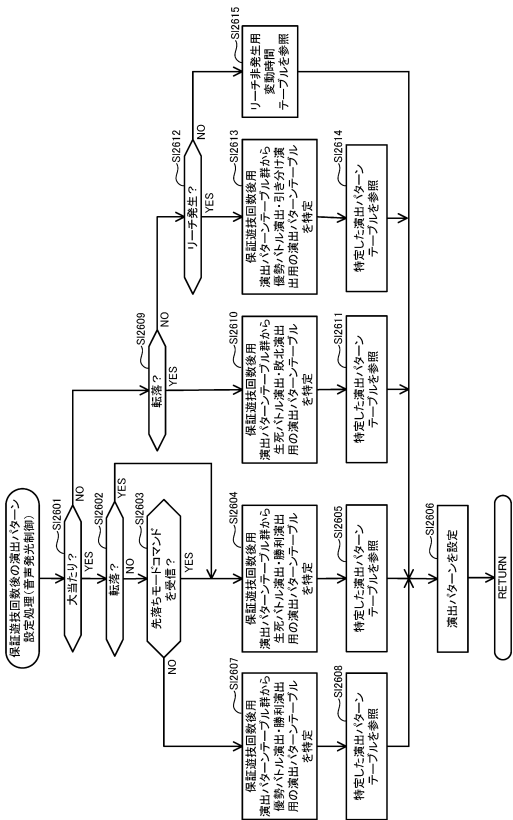 保証遊技回数後の演出パターン
設定処理(音声発光制御)
SI2601
大当たり?
NO
YES
SI2602
転落?
YES
NO
SI2603
先落ちモードコマンド
を受信?
YES
NO
SI2604
保証遊技回数後用
演出パターンテーブル群から
生死バトル演出・勝利演出
用の演出パターンテーブル
を特定
SI2605
特定した演出パターン
テーブルを参照
SI2606
演出パターンを設定
RETURN
SI2607
保証遊技回数後用
演出パターンテーブル群から
優勢バトル演出・勝利演出
用の演出パターンテーブル
を特定
SI2608
特定した演出パターン
テーブルを参照
SI2609
転落?
NO
YES
SI2610
保証遊技回数後用
演出パターンテーブル群から
生死バトル演出・敗北演出
用の演出パターンテーブル
を特定
SI2611
特定した演出パターン
テーブルを参照
SI2612
リーチ発生?
NO
YES
SI2613
保証遊技回数後用
演出パターンテーブル群から
優勢バトル演出・引き分け演
出用の演出パターンテーブル
を特定
SI2614
特定した演出パターン
テーブルを参照
SI2615
リーチ非発生用
変動時間
テーブルを参照